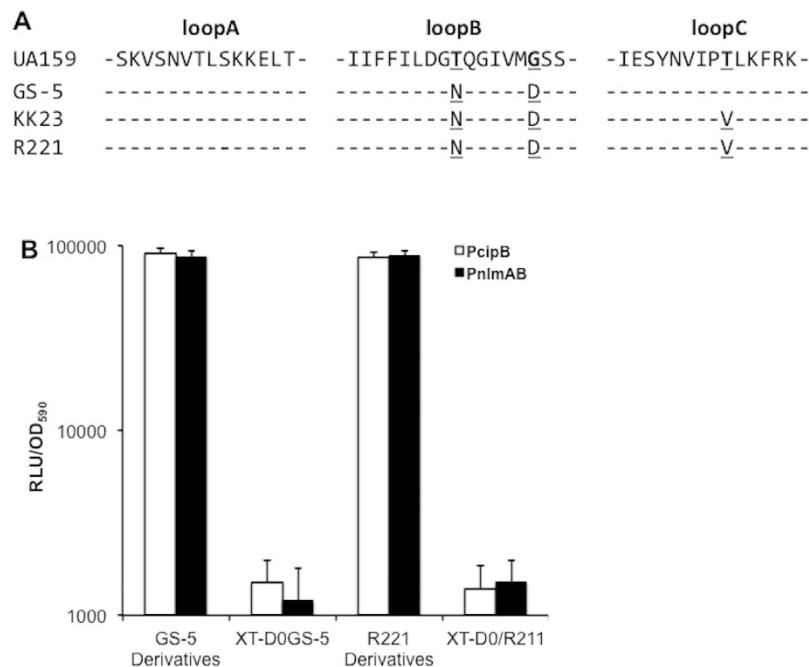 A
loopA loopB loopC
UA159 -SKVSNVTLSKKELT- -IIFFILDGTQGIVMGSS- -IESYNVIPTLKFRK-
GS-5 ---------------- ---------N-----D--- ----------------
KK23 ---------------- ---------N-----D--- ---------V------
R221 ---------------- ---------N-----D--- ---------V------
B
100000
10000
1000
RLU/OD590
PcipB
PnlmAB
GS-5 Derivatives
XT-D0GS-5
R221 Derivatives
XT-D0/R211